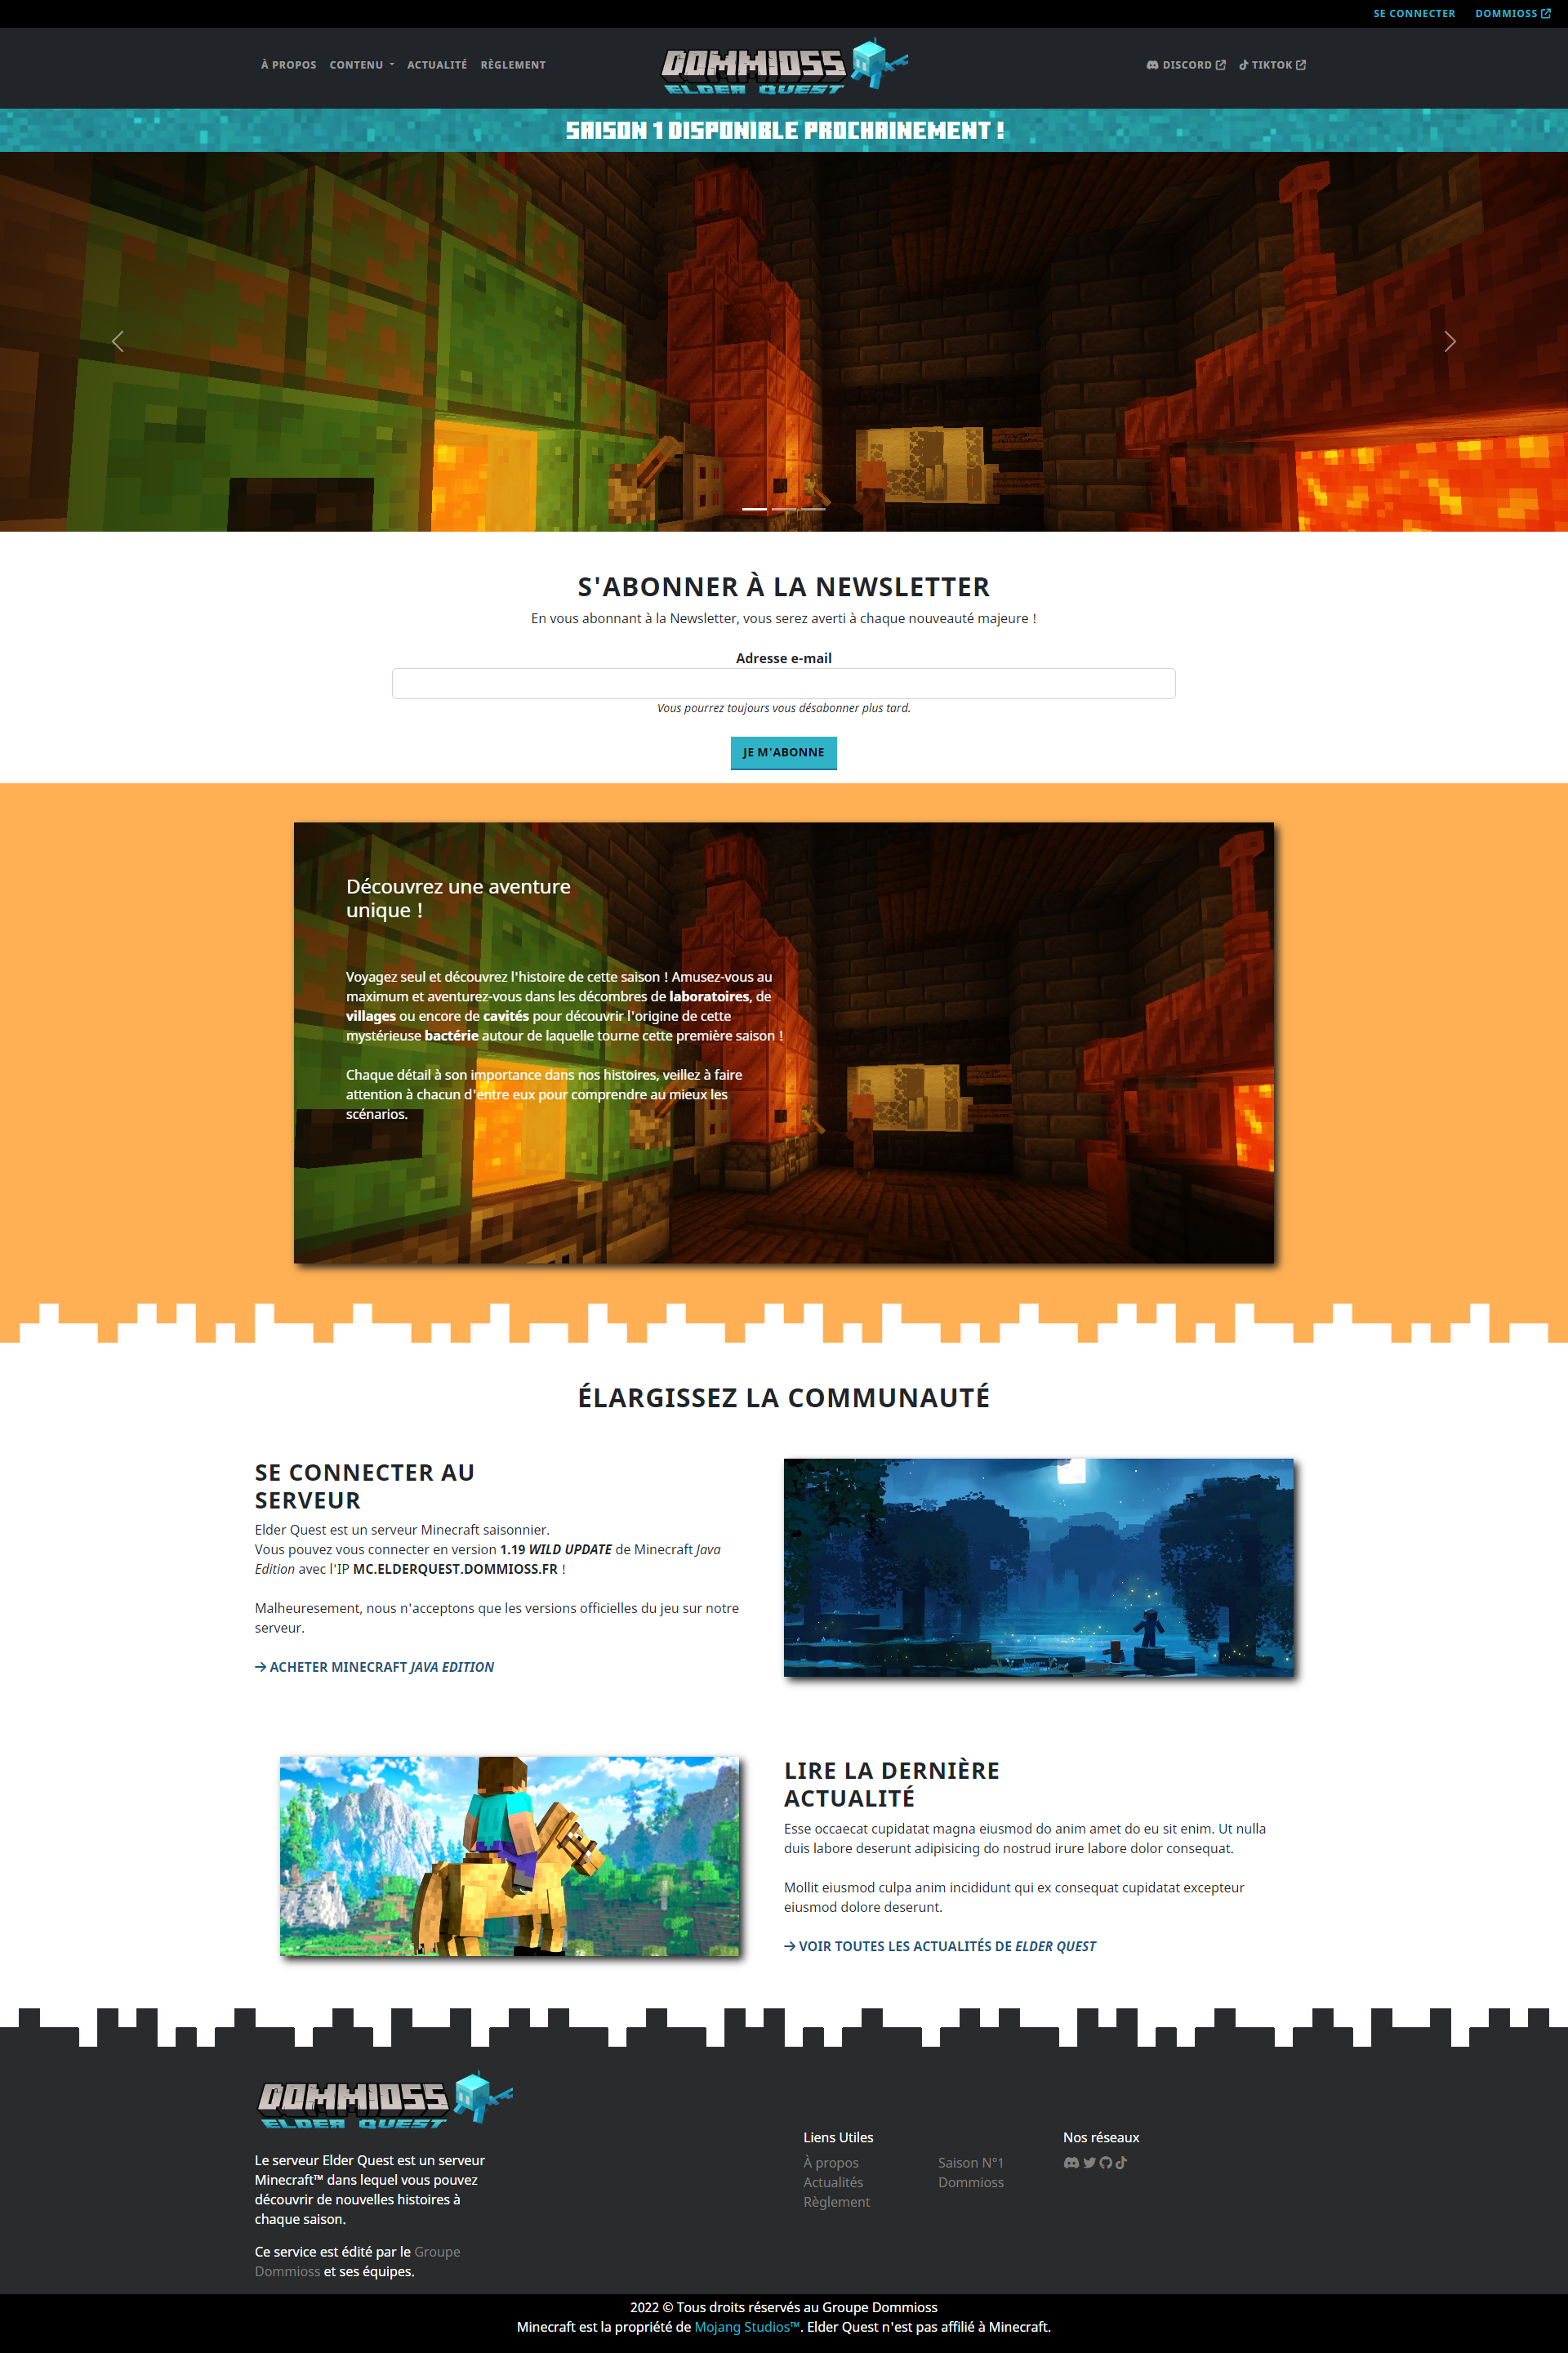 SE CONNECTER DOMMIOSS
À PROPOS CONTENU ACTUALITÉ RÈGLEMENT
DOMMIOSS
ELDER QUEST
DISCORD TIKTOK
SAISON 1 DISPONIBLE PROCHAINEMENT !
S'ABONNER À LA NEWSLETTER
En vous abonnant à la Newsletter, vous serez averti à chaque nouveauté majeure !
Adresse e-mail
Vous pourrez toujours vous désabonner plus tard.
JE M'ABONNE
Découvrez une aventure
unique !
Voyagez seul et découvrez l'histoire de cette saison ! Amusez-vous au
maximum et aventurez-vous dans les décombres de laboratoires, de
villages ou encore de cavités pour découvrir l'origine de cette
mystérieuse bactérie autour de laquelle tourne cette première saison !
Chaque détail à son importance dans nos histoires, veillez à faire
attention à chacun d'entre eux pour comprendre au mieux les
scénarios.
ÉLARGISSEZ LA COMMUNAUTÉ
SE CONNECTER AU
SERVEUR
Elder Quest est un serveur Minecraft saisonnier.
Vous pouvez vous connecter en version 1.19 WILD UPDATE de Minecraft Java
Edition avec l'IP MC.ELDERQUEST.DOMMIOSS.FR !
Malheuresement, nous n'acceptons que les versions officielles du jeu sur notre
serveur.
→ ACHETER MINECRAFT JAVA EDITION
LIRE LA DERNIÈRE
ACTUALITÉ
Esse occaecat cupidatat magna eiusmod do anim amet do eu sit enim. Ut nulla
duis labore deserunt adipisicing do nostrud irure labore dolor consequat.
Mollit eiusmod culpa anim incididunt qui ex consequat cupidatat excepteur
eiusmod dolore deserunt.
→ VOIR TOUTES LES ACTUALITÉS DE ELDER QUEST
DOMMIOSS
ELDER QUEST
Le serveur Elder Quest est un serveur
Minecraft™ dans lequel vous pouvez
découvrir de nouvelles histoires à
chaque saison.
Ce service est édité par le Groupe
Dommioss et ses équipes.
Liens Utiles
À propos
Actualités
Règlement
Saison N°1
Dommioss
Nos réseaux
2022 © Tous droits réservés au Groupe Dommioss
Minecraft est la propriété de Mojang Studios™. Elder Quest n'est pas affilié à Minecraft.